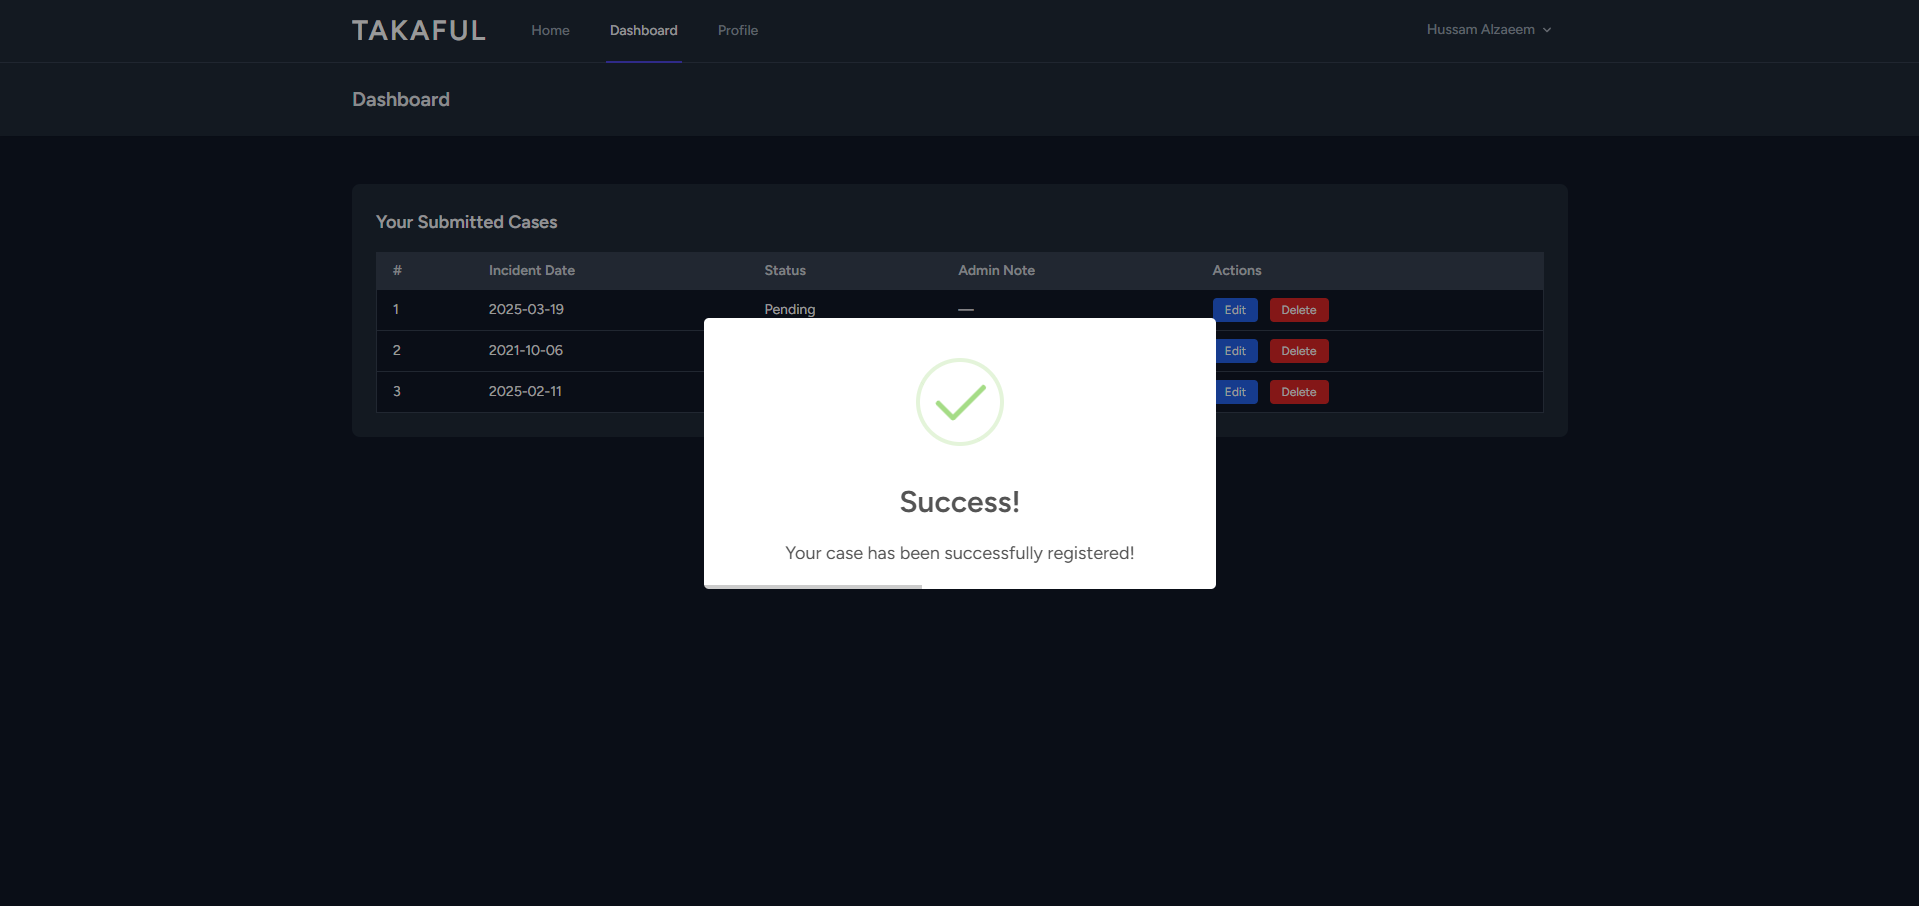 TAKAFUL Home Dashboard Profile Hussam Alzaeem
Dashboard
Your Submitted Cases
# Incident Date Status Admin Note Actions
1 2025-03-19 Pending — Edit Delete
2 2021-10-06 Edit Delete
3 2025-02-11 Edit Delete
Success!
Your case has been successfully registered!